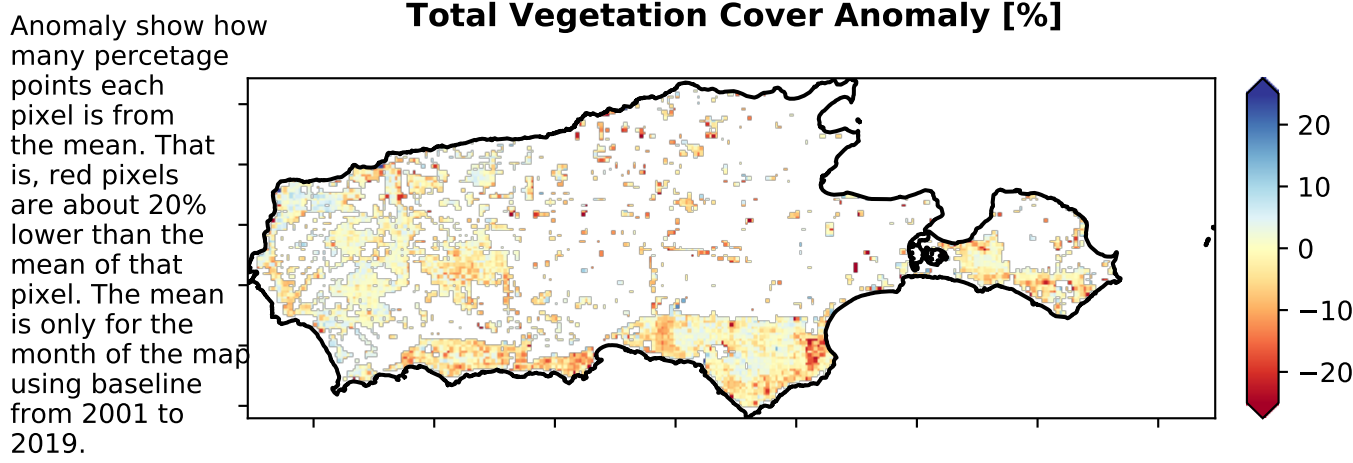 Total Vegetation Cover Anomaly [%]
Anomaly show how
many percetage
points each
pixel is from
the mean. That
is, red pixels
are about 20%
lower than the
mean of that
pixel. The mean
is only for the
month of the map
using baseline
from 2001 to
2019.
20
10
0
−10
−20